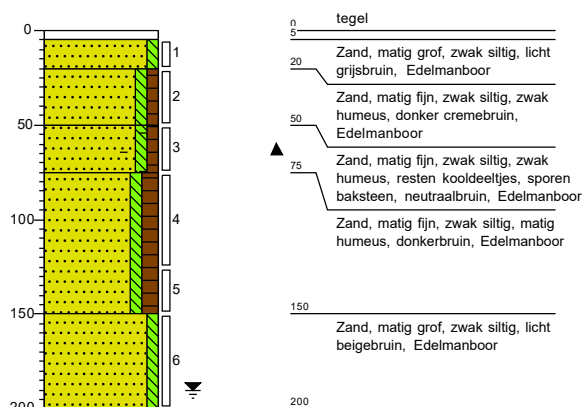 0
50
100
150
200
1
2
3
4
5
6
0
tegel
5
Zand, matig grof, zwak siltig, licht
grijsbruin, Edelmanboor
20
Zand, matig fijn, zwak siltig, zwak
humeus, donker cremebruin,
Edelmanboor
50
Zand, matig fijn, zwak siltig, zwak
humeus, resten kooldeeltjes, sporen
baksteen, neutraalbruin, Edelmanboor
75
Zand, matig fijn, zwak siltig, matig
humeus, donkerbruin, Edelmanboor
150
Zand, matig grof, zwak siltig, licht
beigebruin, Edelmanboor
200